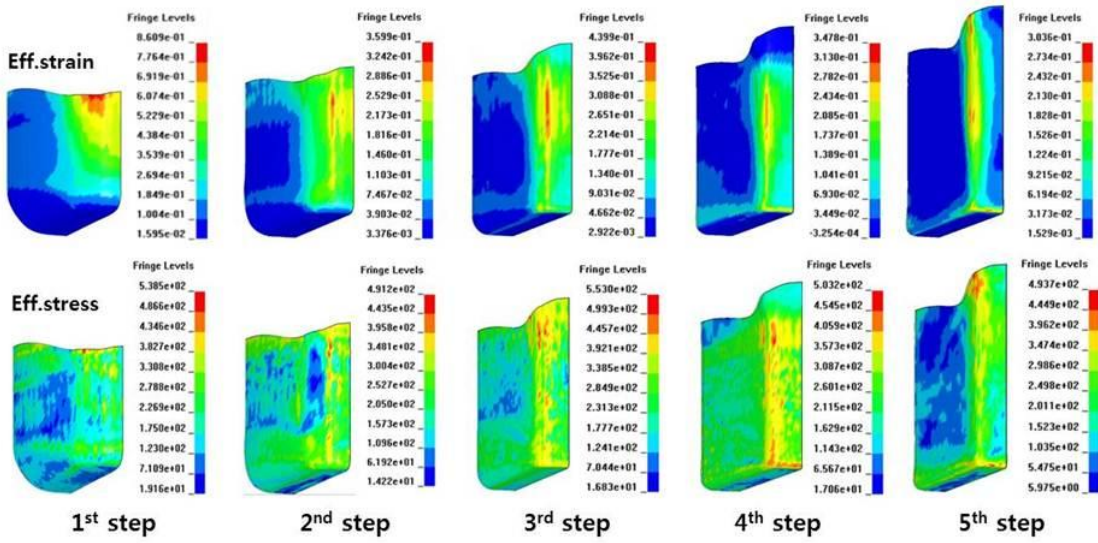 Eff.strain
Fringe Levels
8.609e-01
7.764e-01
6.919e-01
6.074e-01
5.229e-01
4.384e-01
3.539e-01
2.694e-01
1.849e-01
1.004e-01
1.595e-02
Fringe Levels
3.599e-01
3.242e-01
2.886e-01
2.529e-01
2.173e-01
1.816e-01
1.460e-01
1.103e-01
7.467e-02
3.903e-02
3.376e-03
Fringe Levels
4.399e-01
3.962e-01
3.525e-01
3.088e-01
2.651e-01
2.214e-01
1.777e-01
1.340e-01
9.031e-02
4.662e-02
2.922e-03
Fringe Levels
3.478e-01
3.130e-01
2.782e-01
2.434e-01
2.085e-01
1.737e-01
1.389e-01
1.041e-01
6.930e-02
3.449e-02
-3.254e-04
Fringe Levels
3.036e-01
2.734e-01
2.432e-01
2.130e-01
1.828e-01
1.526e-01
1.224e-01
9.215e-02
6.194e-02
3.173e-02
1.529e-03
Eff.stress
Fringe Levels
5.385e+02
4.866e+02
4.346e+02
3.827e+02
3.308e+02
2.788e+02
2.269e+02
1.750e+02
1.230e+02
7.109e+01
1.916e+01
Fringe Levels
4.912e+02
4.435e+02
3.958e+02
3.481e+02
3.004e+02
2.527e+02
2.050e+02
1.573e+02
1.096e+02
6.192e+01
1.422e+01
Fringe Levels
5.530e+02
4.993e+02
4.457e+02
3.921e+02
3.385e+02
2.849e+02
2.313e+02
1.777e+02
1.241e+02
7.044e+01
1.683e+01
Fringe Levels
5.032e+02
4.545e+02
4.059e+02
3.573e+02
3.087e+02
2.601e+02
2.115e+02
1.629e+02
1.143e+02
6.567e+01
1.706e+01
Fringe Levels
4.937e+02
4.449e+02
3.962e+02
3.474e+02
2.986e+02
2.498e+02
2.011e+02
1.523e+02
1.035e+02
5.475e+01
5.975e+00
1st step
2nd step
3rd step
4th step
5th step